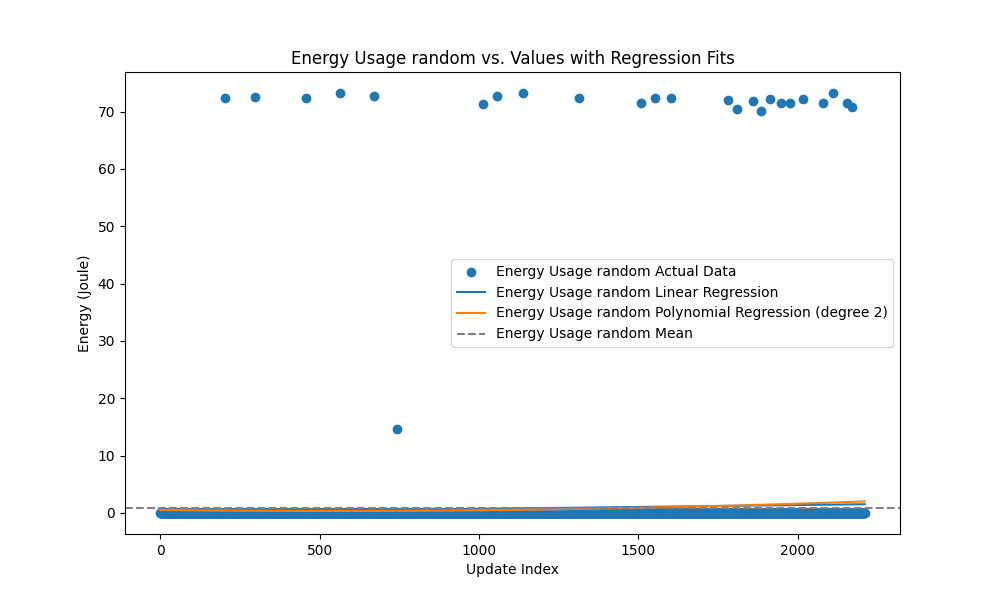 Energy Usage random vs. Values with Regression Fits
70
60
50
40
30
20
10
0
Energy (Joule)
Energy Usage random Actual Data
Energy Usage random Linear Regression
Energy Usage random Polynomial Regression (degree 2)
Energy Usage random Mean
0 500 1000 1500 2000
Update Index